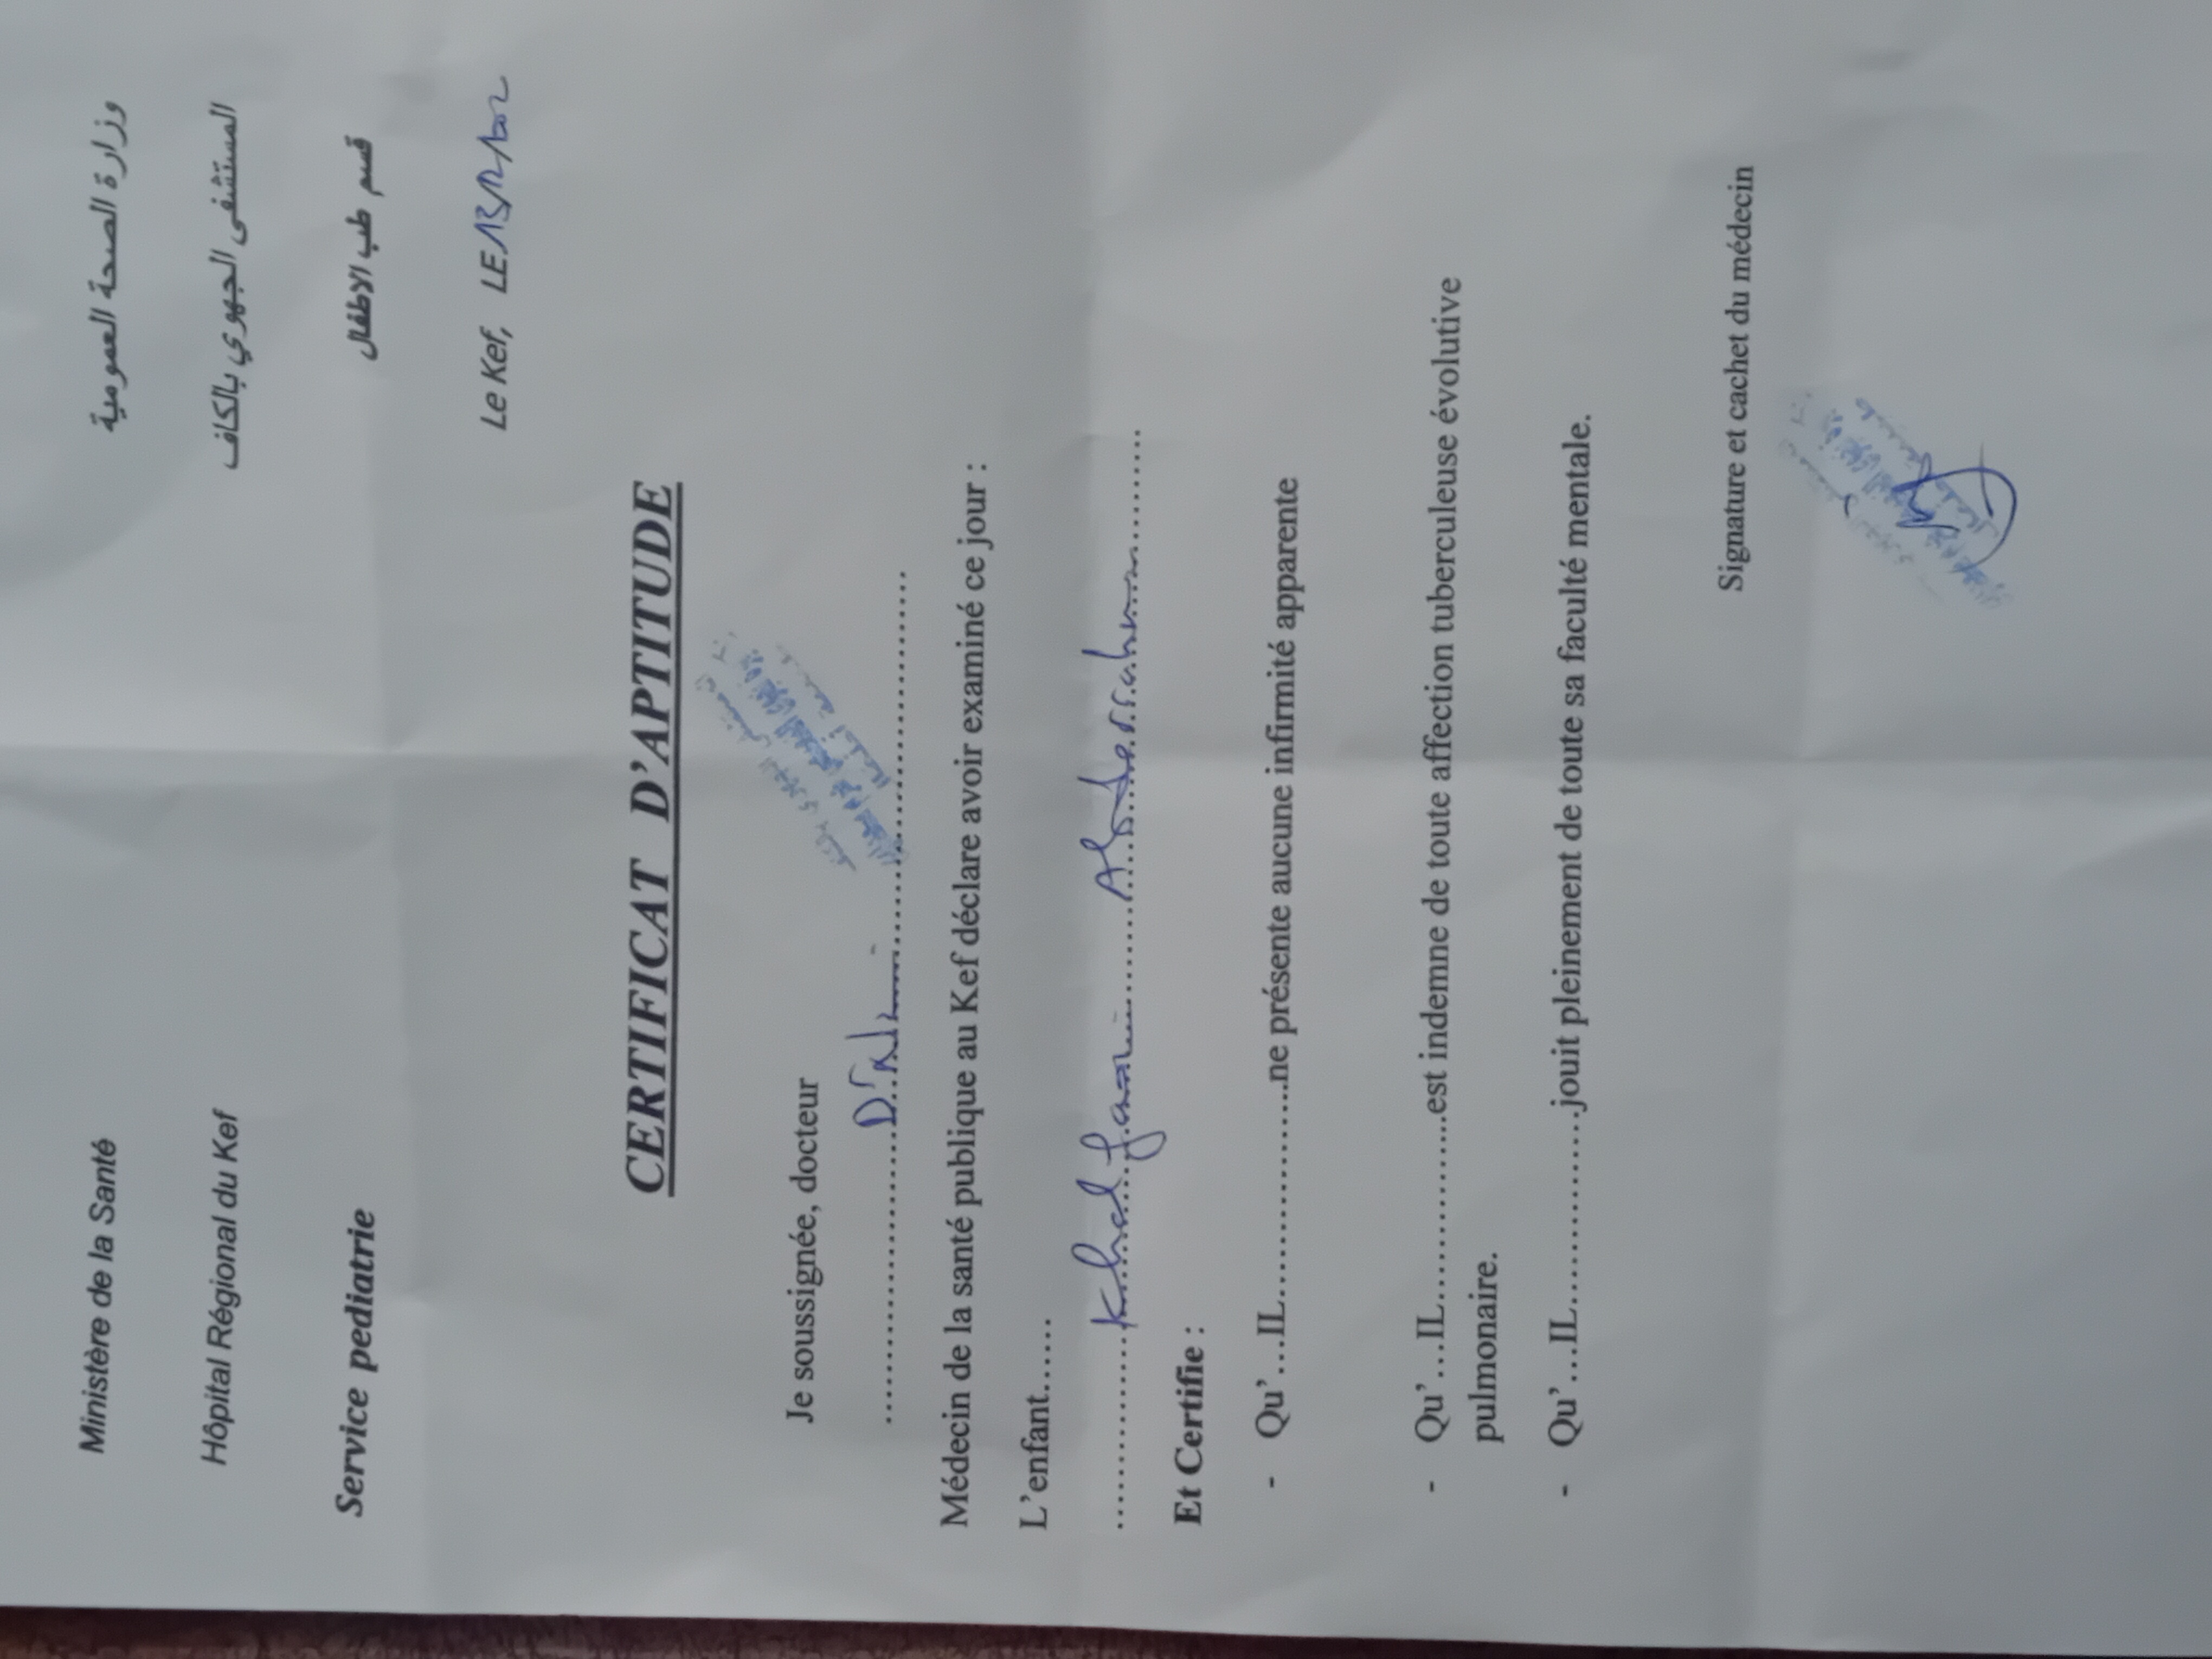 Ministère de la Santé وزارة الصحة العمومية
Hôpital Régional du Kef المستشفى الجهوي بالكاف
Service pediatrie قسم طب الاطفال
Le Kef, LE
CERTIFICAT D'APTITUDE
Je soussignée, docteur
Médecin de la santé publique au Kef déclare avoir examiné ce jour :
L'enfant......
Abderrahman
Et Certifie :
- Qu'...IL....................ne présente aucune infirmité apparente
- Qu'...IL..................est indemne de toute affection tuberculeuse évolutive
pulmonaire.
- Qu'...IL..................jouit pleinement de toute sa faculté mentale.
Signature et cachet du médecin